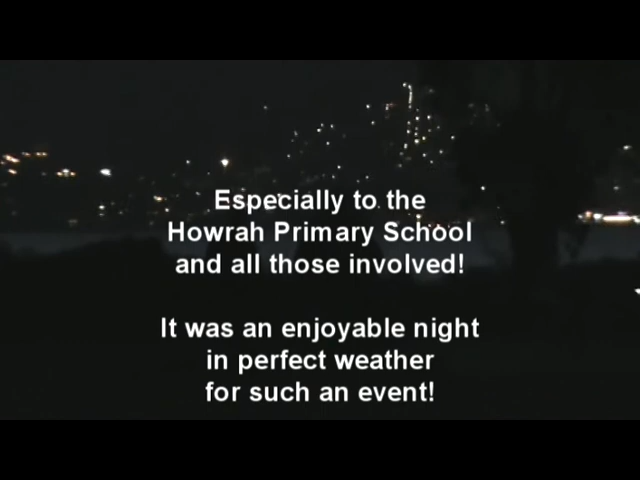 Especially to the
Howrah Primary School
and all those involved!
It was an enjoyable night
in perfect weather
for such an event!